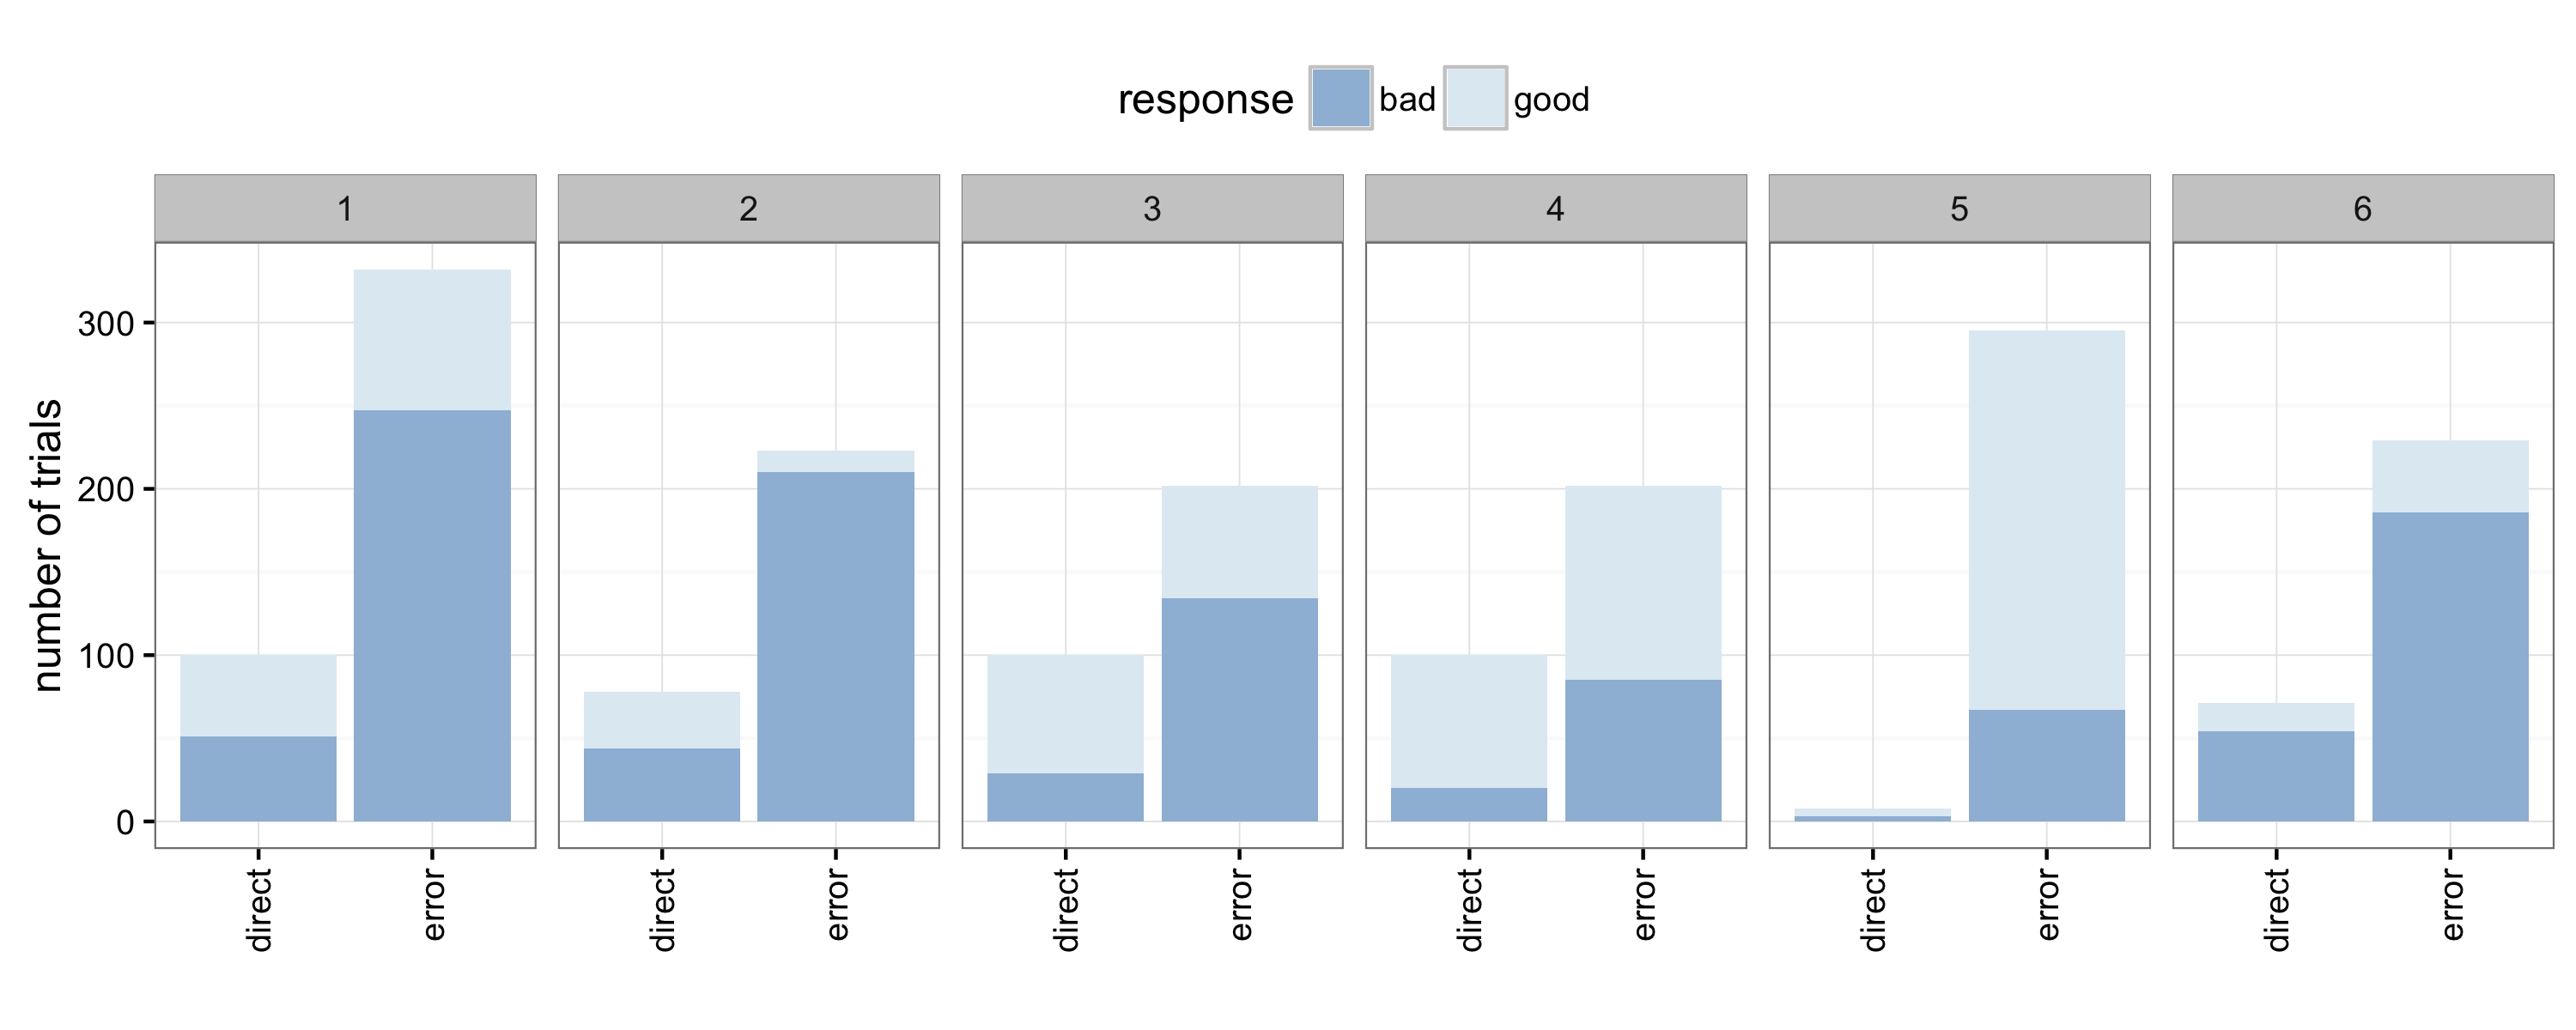 response bad good
1 2 3 4 5 6
number of trials
300
200
100
0
direct error direct error direct error direct error direct error direct error